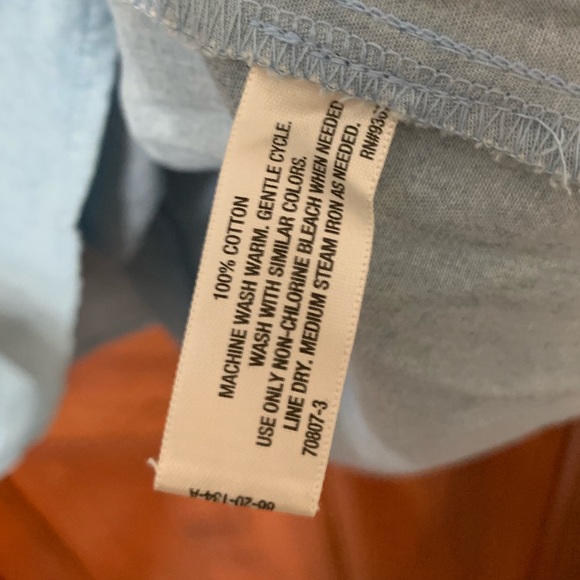 100% COTTON
MACHINE WASH WARM. GENTLE CYCLE.
WASH WITH SIMILAR COLORS.
USE ONLY NON-CHLORINE BLEACH WHEN NEEDED
LINE DRY. MEDIUM STEAM IRON AS NEEDED.
70807-3